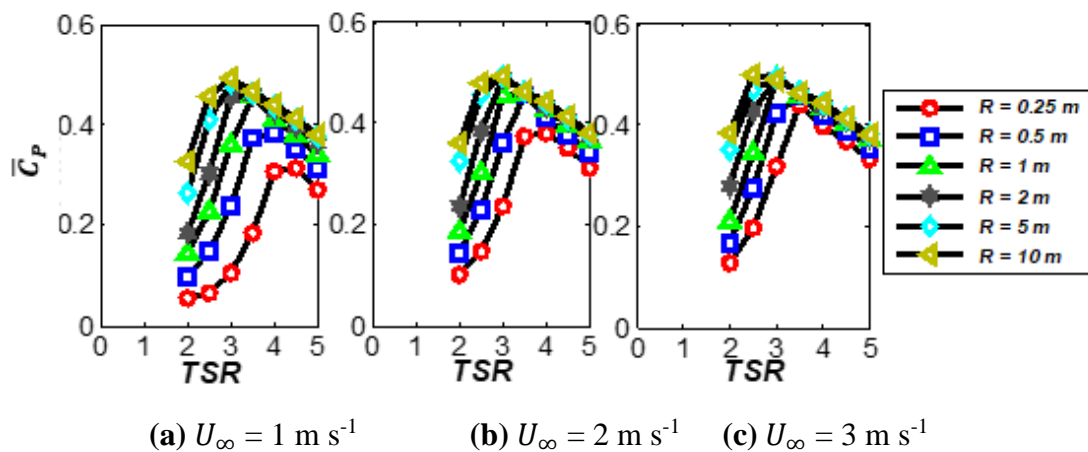 0.6
0.4
0.2
0
C̄_P
0 1 2 3 4 5
TSR
0.6
0.4
0.2
0
0 1 2 3 4 5
TSR
0.6
0.4
0.2
0
0 1 2 3 4 5
TSR
R = 0.25 m
R = 0.5 m
R = 1 m
R = 2 m
R = 5 m
R = 10 m
(a) U∞ = 1 m s⁻¹ (b) U∞ = 2 m s⁻¹ (c) U∞ = 3 m s⁻¹